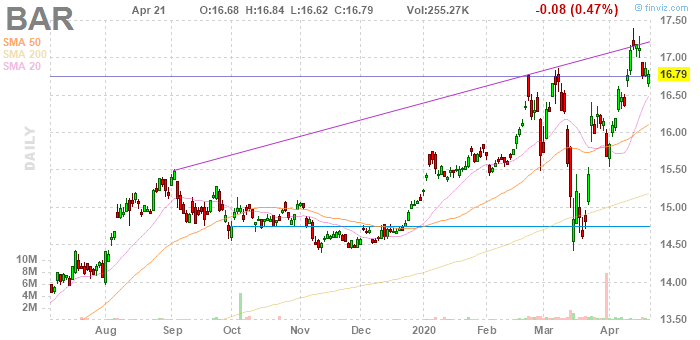 BAR Apr 21 O:16.68 H:16.84 L:16.62 C:16.79 Vol:255.27K -0.08 (0.47%) © finviz.com
SMA 50
SMA 200
SMA 20
DAILY
17.50
17.00
16.79
16.50
16.00
15.50
15.00
14.50
14.00
13.50
10M
8M
6M
4M
2M
Aug Sep Oct Nov Dec 2020 Feb Mar Apr